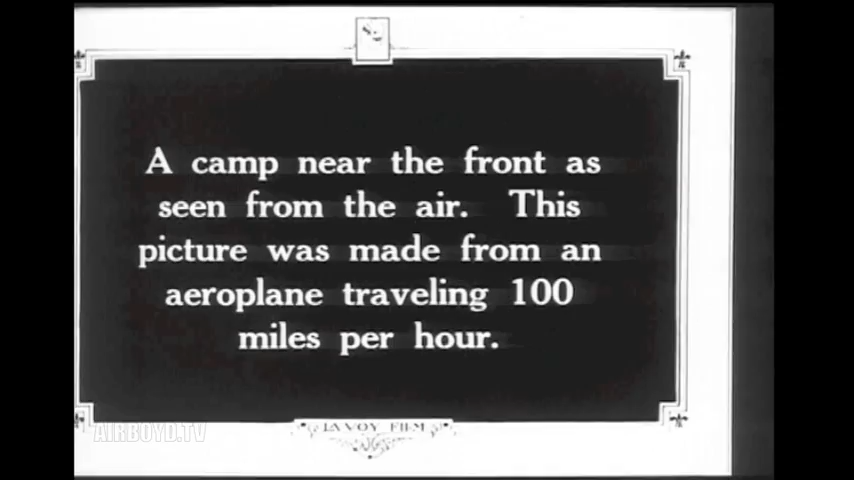 A camp near the front as
seen from the air. This
picture was made from an
aeroplane traveling 100
miles per hour.
LA VOY FILM
AIRBOYD.TV